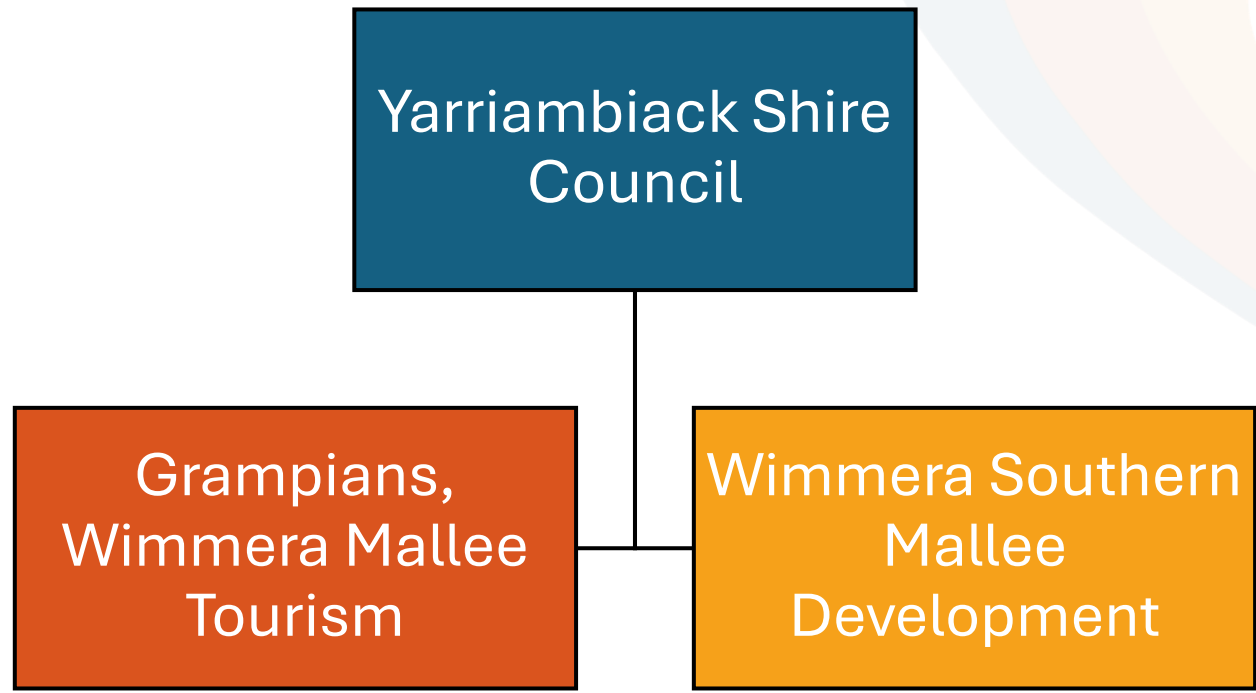 Yarriambiack Shire
Council
Grampians,
Wimmera Mallee
Tourism
Wimmera Southern
Mallee
Development